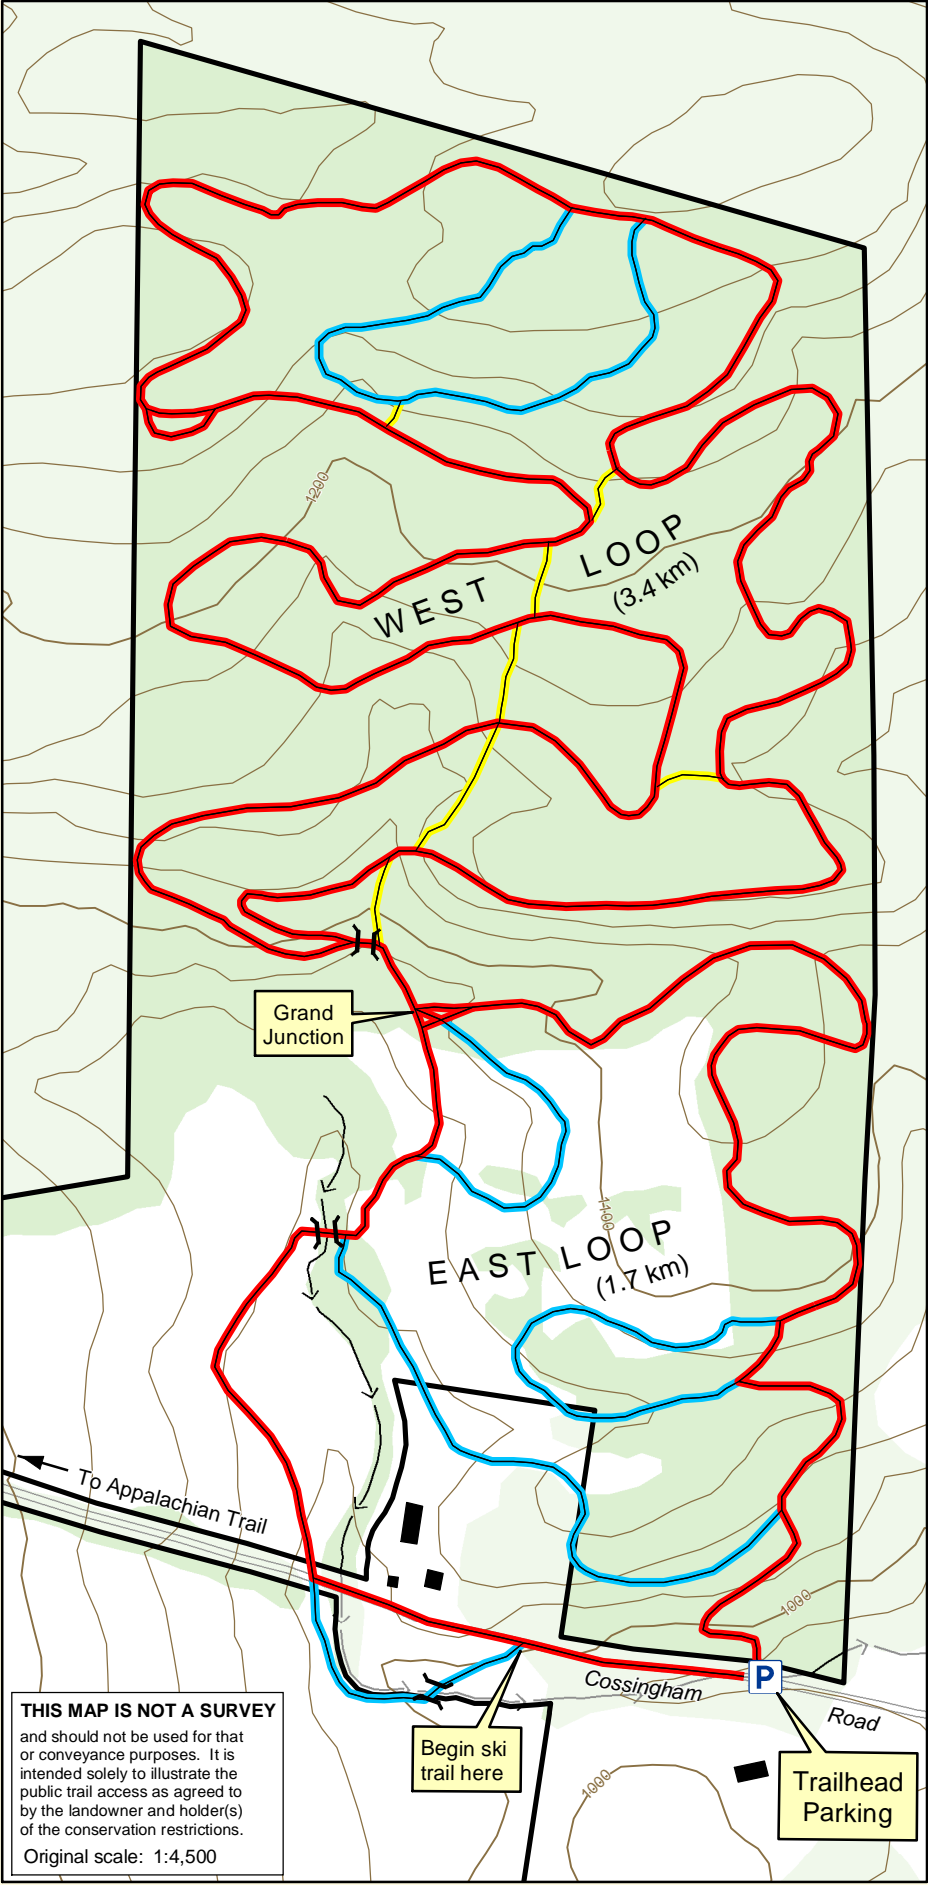 1200
WEST LOOP
(3.4 km)
Grand
Junction
1100
EAST LOOP
(1.7 km)
To Appalachian Trail
1000
Cossingham
P
Road
THIS MAP IS NOT A SURVEY
and should not be used for that
or conveyance purposes. It is
intended solely to illustrate the
public trail access as agreed to
by the landowner and holder(s)
of the conservation restrictions.
Original scale: 1:4,500
Begin ski
trail here
1000
Trailhead
Parking